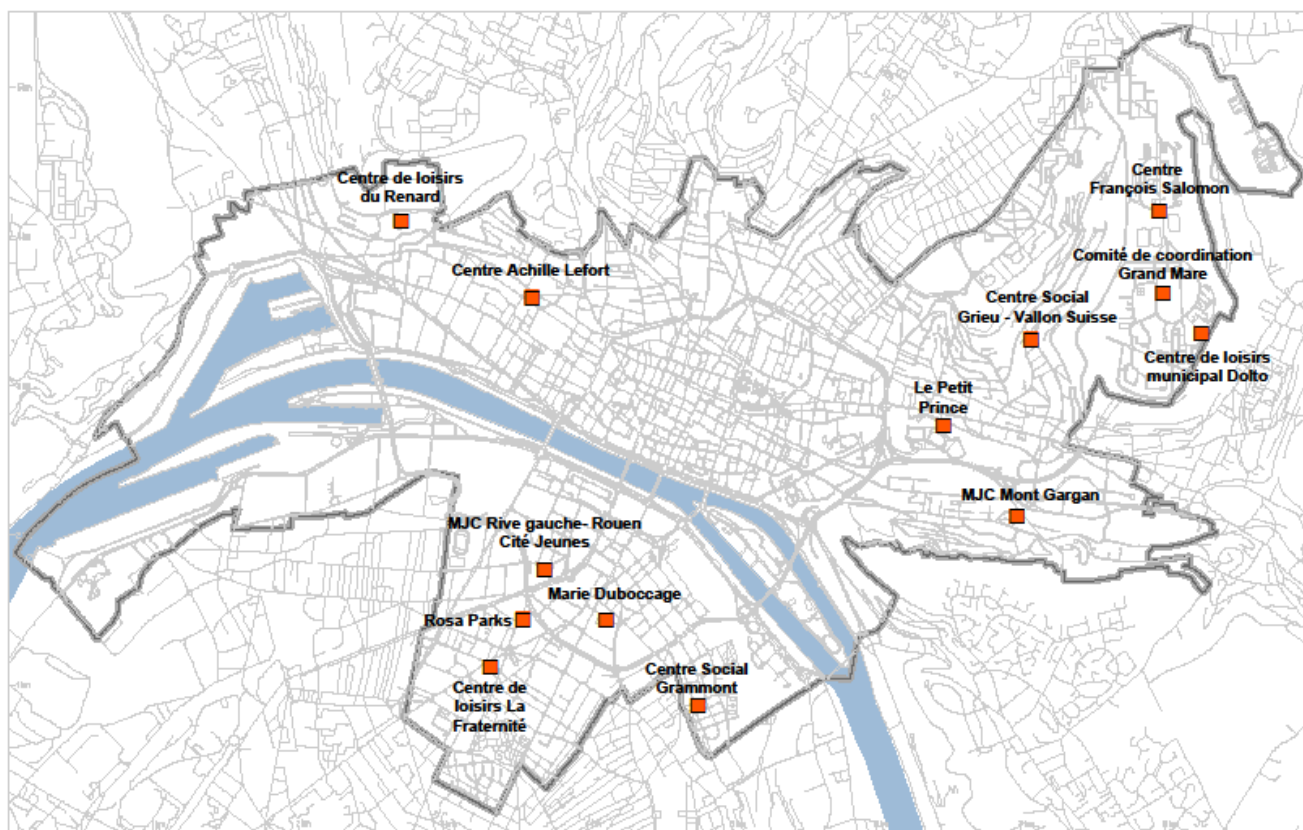 Centre de loisirs
du Renard
Centre
François Salomon
Centre Achille Lefort
Comité de coordination
Grand Mare
Centre Social
Grieu - Vallon Suisse
Centre de loisirs
municipal Dolto
Le Petit
Prince
MJC Mont Gargan
MJC Rive gauche- Rouen
Cité Jeunes
Marie Duboccage
Rosa Parks
Centre Social
Grammont
Centre de
loisirs La
Fraternité